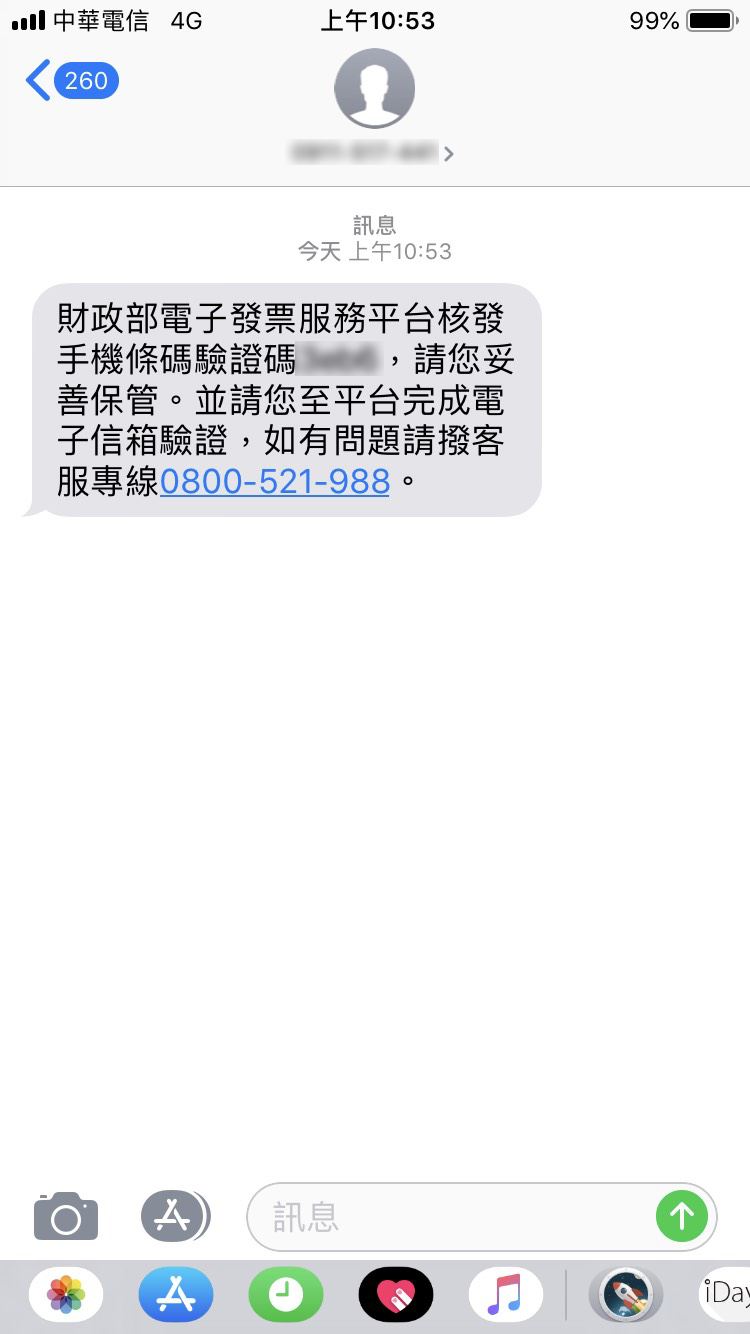 中華電信 4G 上午10:53 99%
260
訊息
今天 上午10:53
財政部電子發票服務平台核發
手機條碼驗證碼，請您妥
善保管。並請您至平台完成電
子信箱驗證，如有問題請撥客
服專線0800-521-988。
訊息
iDay